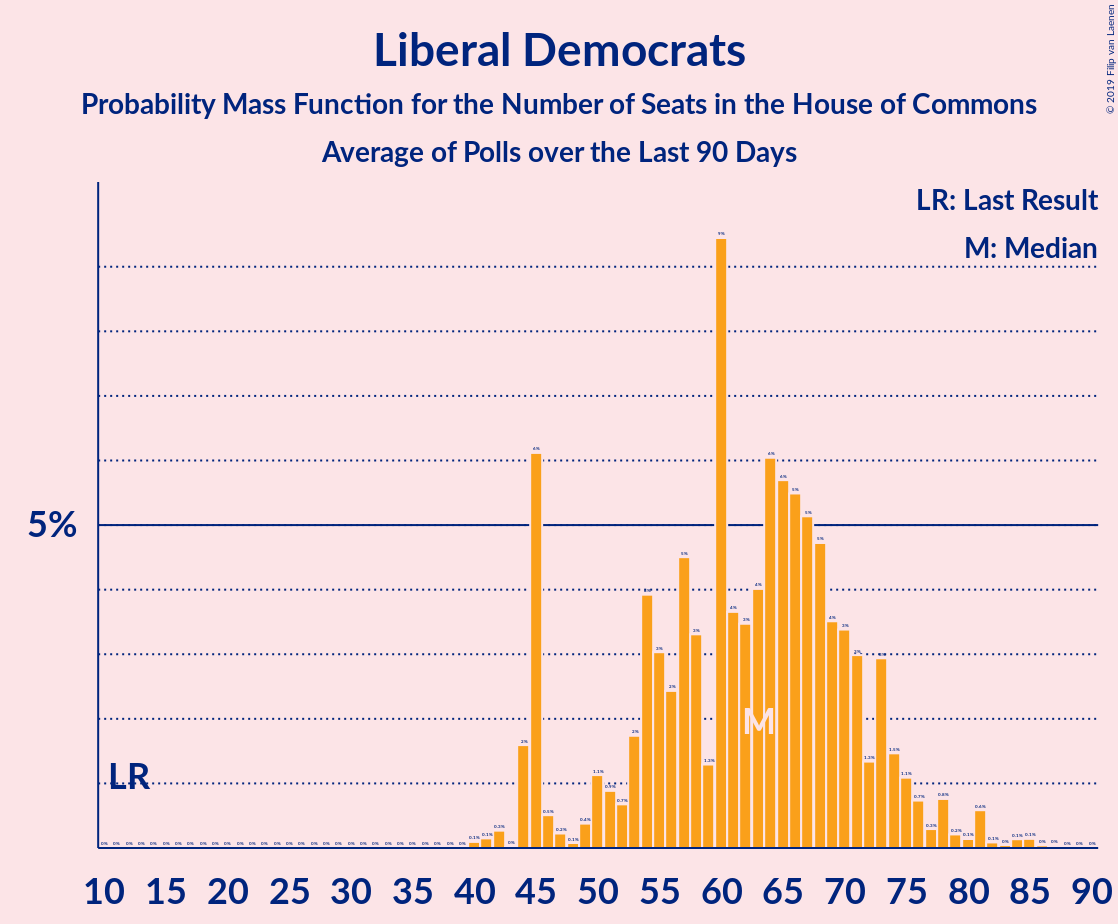 Liberal Democrats
Probability Mass Function for the Number of Seats in the House of Commons
Average of Polls over the Last 90 Days
© 2019 Filip van Laenen
LR: Last Result
M: Median
5%
LR
M
10 15 20 25 30 35 40 45 50 55 60 65 70 75 80 85 90